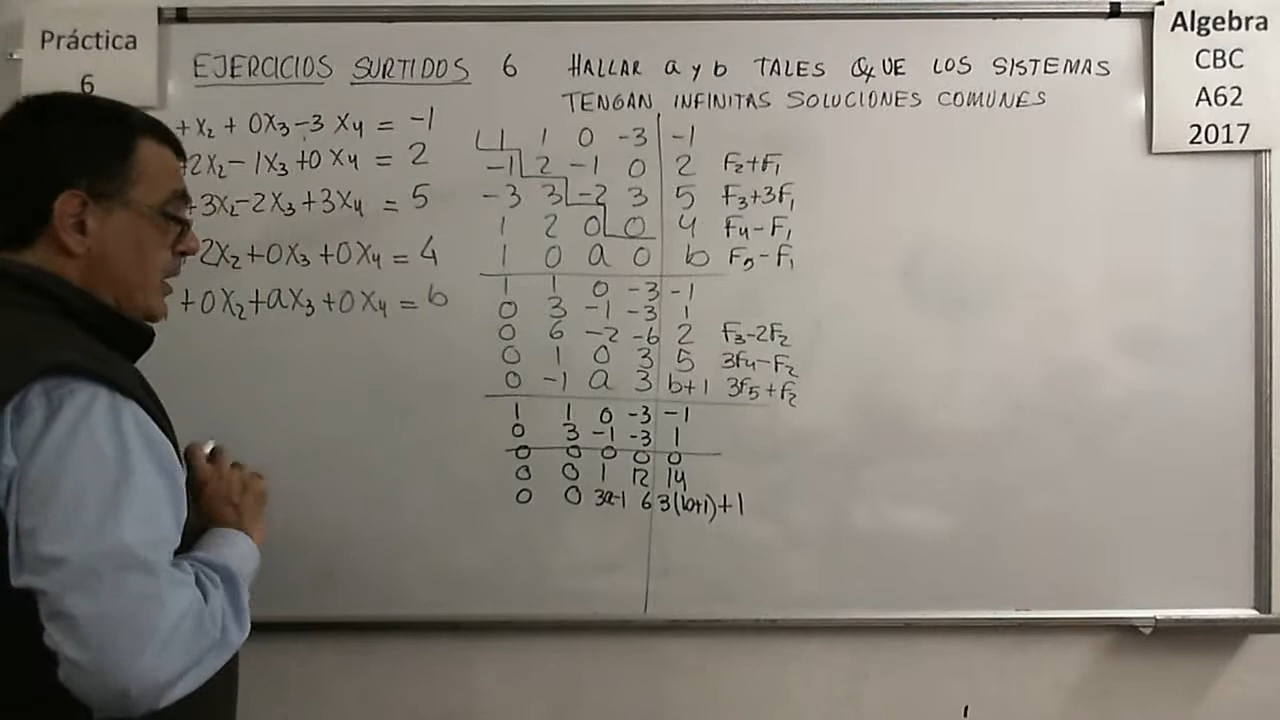 Práctica
6
Algebra
CBC
A62
2017
EJERCICIOS SURTIDOS 6 HALLAR a y b TALES QUE LOS SISTEMAS
TENGAN INFINITAS SOLUCIONES COMUNES
+ X2 + 0X3 - 3 X4 = -1
+2X2 - 1X3 + 0 X4 = 2
+3X2 - 2X3 + 3X4 = 5
2X2 + 0X3 + 0X4 = 4
+0X2 + aX3 + 0X4 = b
1 1 0 -3 -1
-1 2 -1 0 2 F2+F1
-3 3 -2 3 5 F3+3F1
1 2 0 0 4 F4-F1
1 0 a 0 b F5-F1
1 1 0 -3 -1
0 3 -1 -3 1
0 6 -2 -6 2 F3-2F2
0 1 0 3 5 3F4-F2
0 -1 a 3 b+1 3F5+F2
1 1 0 -3 -1
0 3 -1 -3 1
0 0 0 0 0
0 0 1 12 14
0 0 3a-1 6 3(b+1)+1